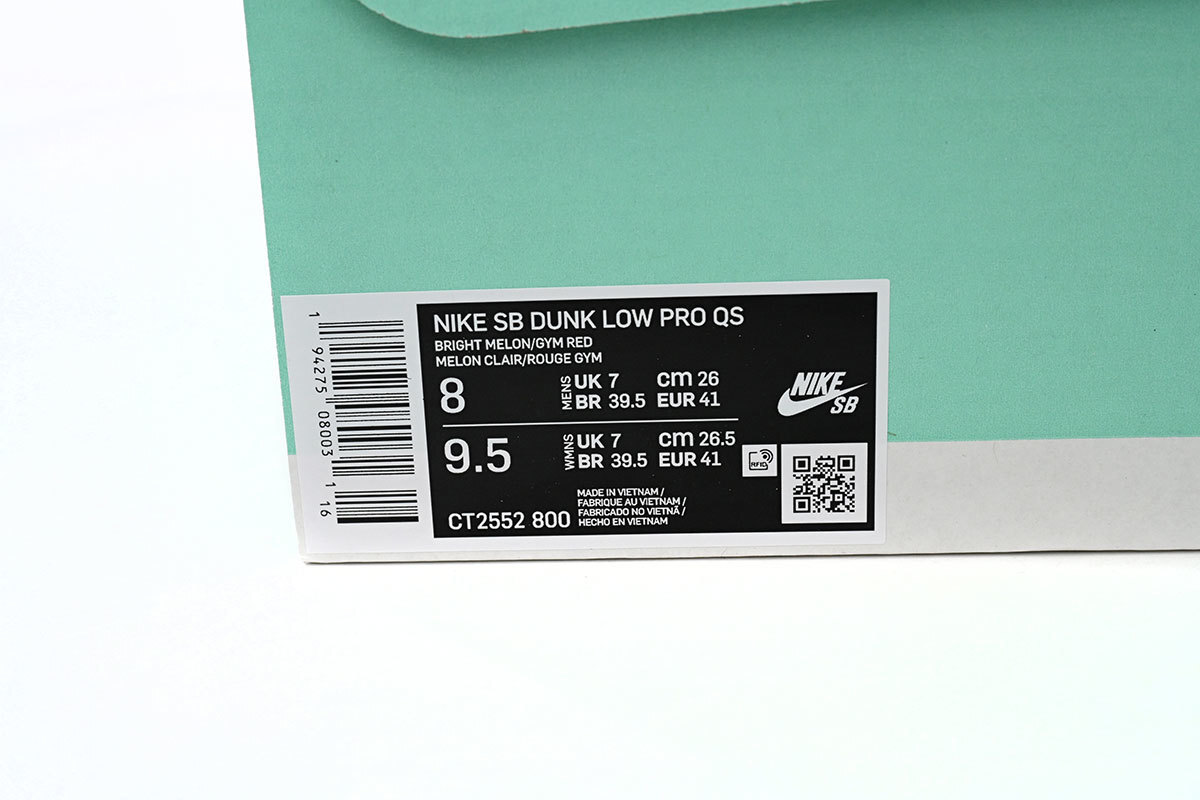 1 94275 08003 1 16
NIKE SB DUNK LOW PRO QS
BRIGHT MELON/GYM RED
MELON CLAIR/ROUGE GYM
8
MENS
UK 7 cm 26
BR 39.5 EUR 41
9.5
WMNS
UK 7 cm 26.5
BR 39.5 EUR 41
CT2552 800
MADE IN VIETNAM /
FABRIQUE AU VIETNAM /
FABRICADO NO VIETNÃ /
HECHO EN VIETNAM
NIKE
SB
RFID